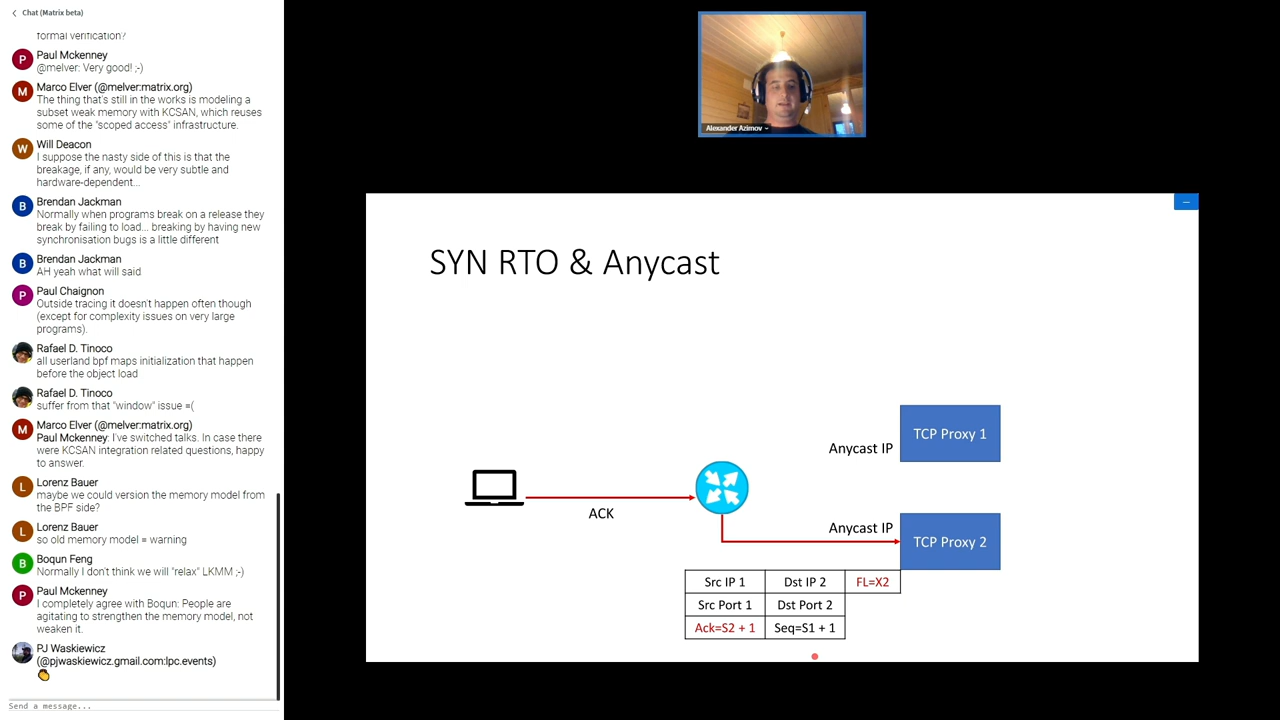 Chat (Matrix beta)
formal verification?
Paul Mckenney
@melver: Very good! ;-)
Marco Elver (@melver:matrix.org)
The thing that's still in the works is modeling a
subset weak memory with KCSAN, which reuses
some of the "scoped access" infrastructure.
Will Deacon
I suppose the nasty side of this is that the
breakage, if any, would be very subtle and
hardware-dependent...
Brendan Jackman
Normally when programs break on a release they
break by failing to load... breaking by having new
synchronisation bugs is a little different
Brendan Jackman
AH yeah what will said
Paul Chaignon
Outside tracing it doesn't happen often though
(except for complexity issues on very large
programs).
Rafael D. Tinoco
all userland bpf maps initialization that happen
before the object load
Rafael D. Tinoco
suffer from that "window" issue =(
Marco Elver (@melver:matrix.org)
Paul Mckenney: I've switched talks. In case there
were KCSAN integration related questions, happy
to answer.
Lorenz Bauer
maybe we could version the memory model from
the BPF side?
Lorenz Bauer
so old memory model = warning
Boqun Feng
Normally I don't think we will "relax" LKMM ;-)
Paul Mckenney
I completely agree with Boqun: People are
agitating to strengthen the memory model, not
weaken it.
PJ Waskiewicz
(@pjwaskiewicz.gmail.com:lpc.events)
Send a message...
P
M
W
B
B
P
M
L
L
B
P
Alexander Azimov
SYN RTO & Anycast
TCP Proxy 1
Anycast IP
ACK
Anycast IP
TCP Proxy 2
Src IP 1 Dst IP 2 FL=X2
Src Port 1 Dst Port 2
Ack=S2 + 1 Seq=S1 + 1